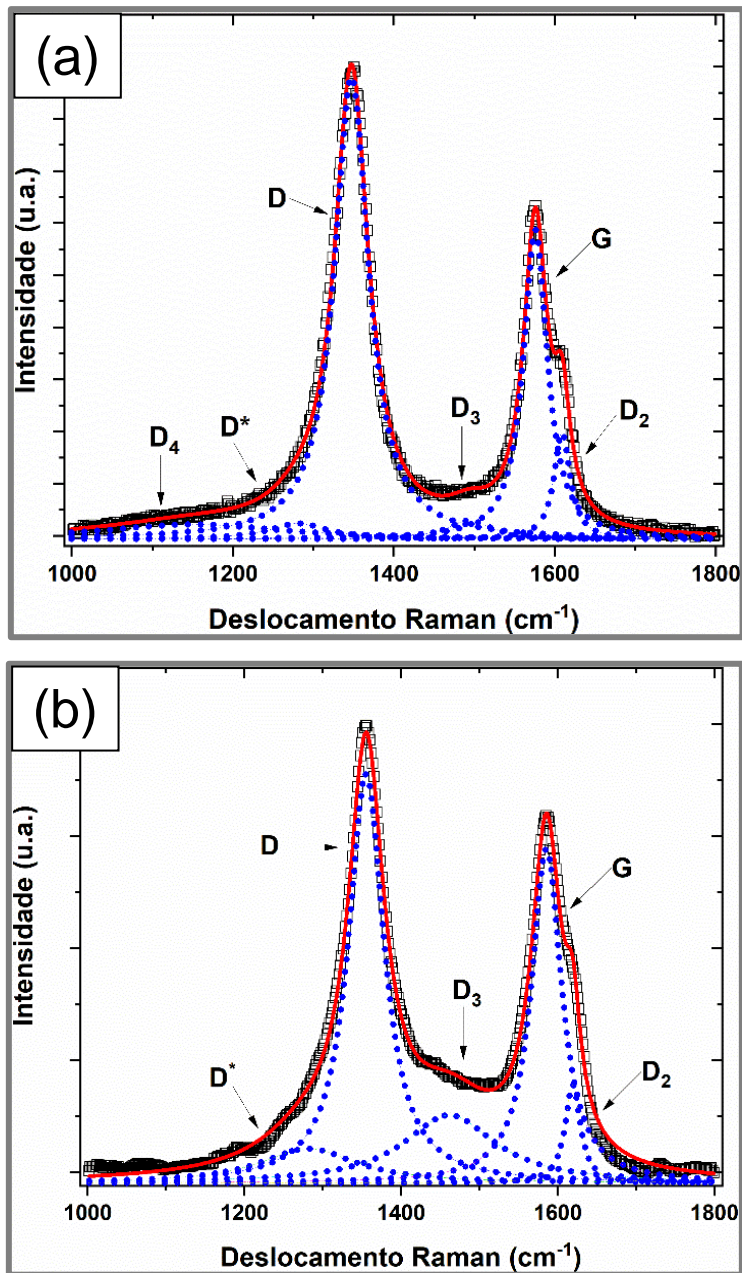 (a)
D
G
D₄
D*
D₃
D₂
Intensidade (u.a.)
1000 1200 1400 1600 1800
Deslocamento Raman (cm⁻¹)
(b)
D
G
D₃
D*
D₂
Intensidade (u.a.)
1000 1200 1400 1600 1800
Deslocamento Raman (cm⁻¹)